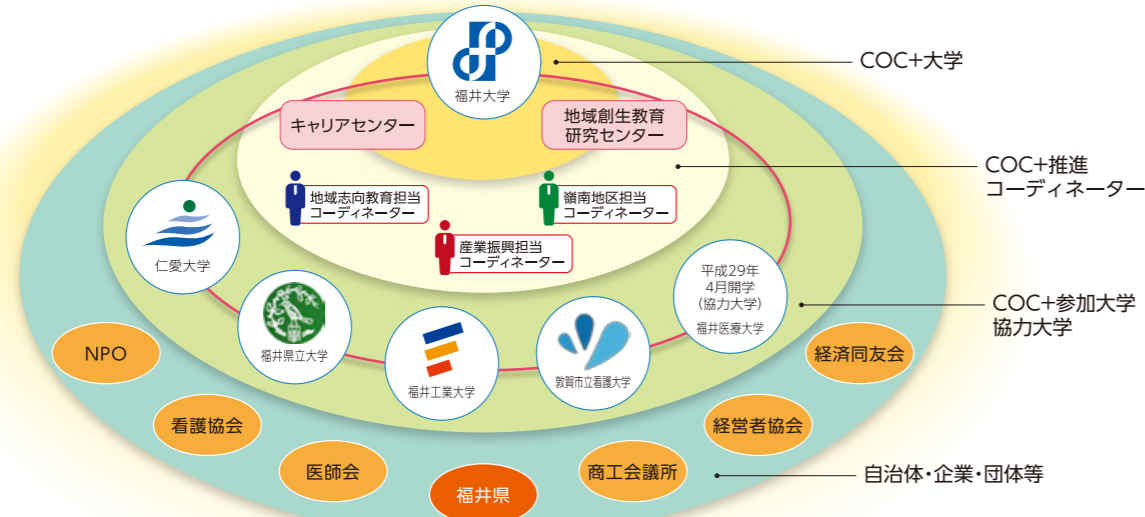 福井大学
COC+大学
キャリアセンター
地域創生教育
研究センター
COC+推進
コーディネーター
地域志向教育担当
コーディネーター
嶺南地区担当
コーディネーター
産業振興担当
コーディネーター
仁愛大学
福井県立大学
福井工業大学
敦賀市立看護大学
平成29年
4月開学
(協力大学)
福井医療大学
COC+参加大学
協力大学
NPO
看護協会
医師会
福井県
商工会議所
経営者協会
経済同友会
自治体・企業・団体等